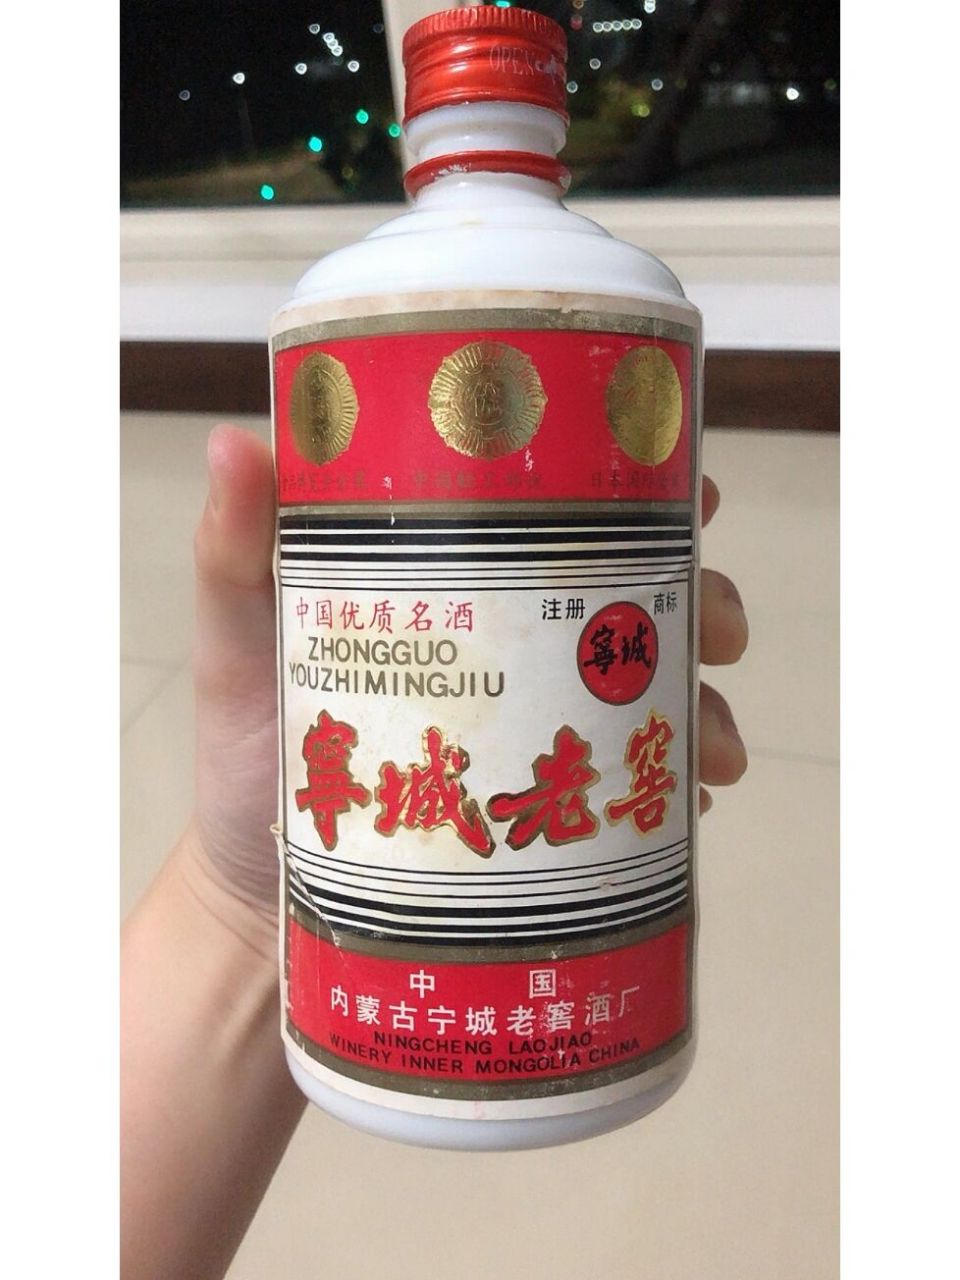 OPEN
优
中国优质名酒
ZHONGGUO
YOUZHIMINGJIU
注册 商标
寧城
寧城老窖
中国
内蒙古宁城老窖酒厂
NINGCHENG LAOJIAO
WINERY INNER MONGOLIA CHINA